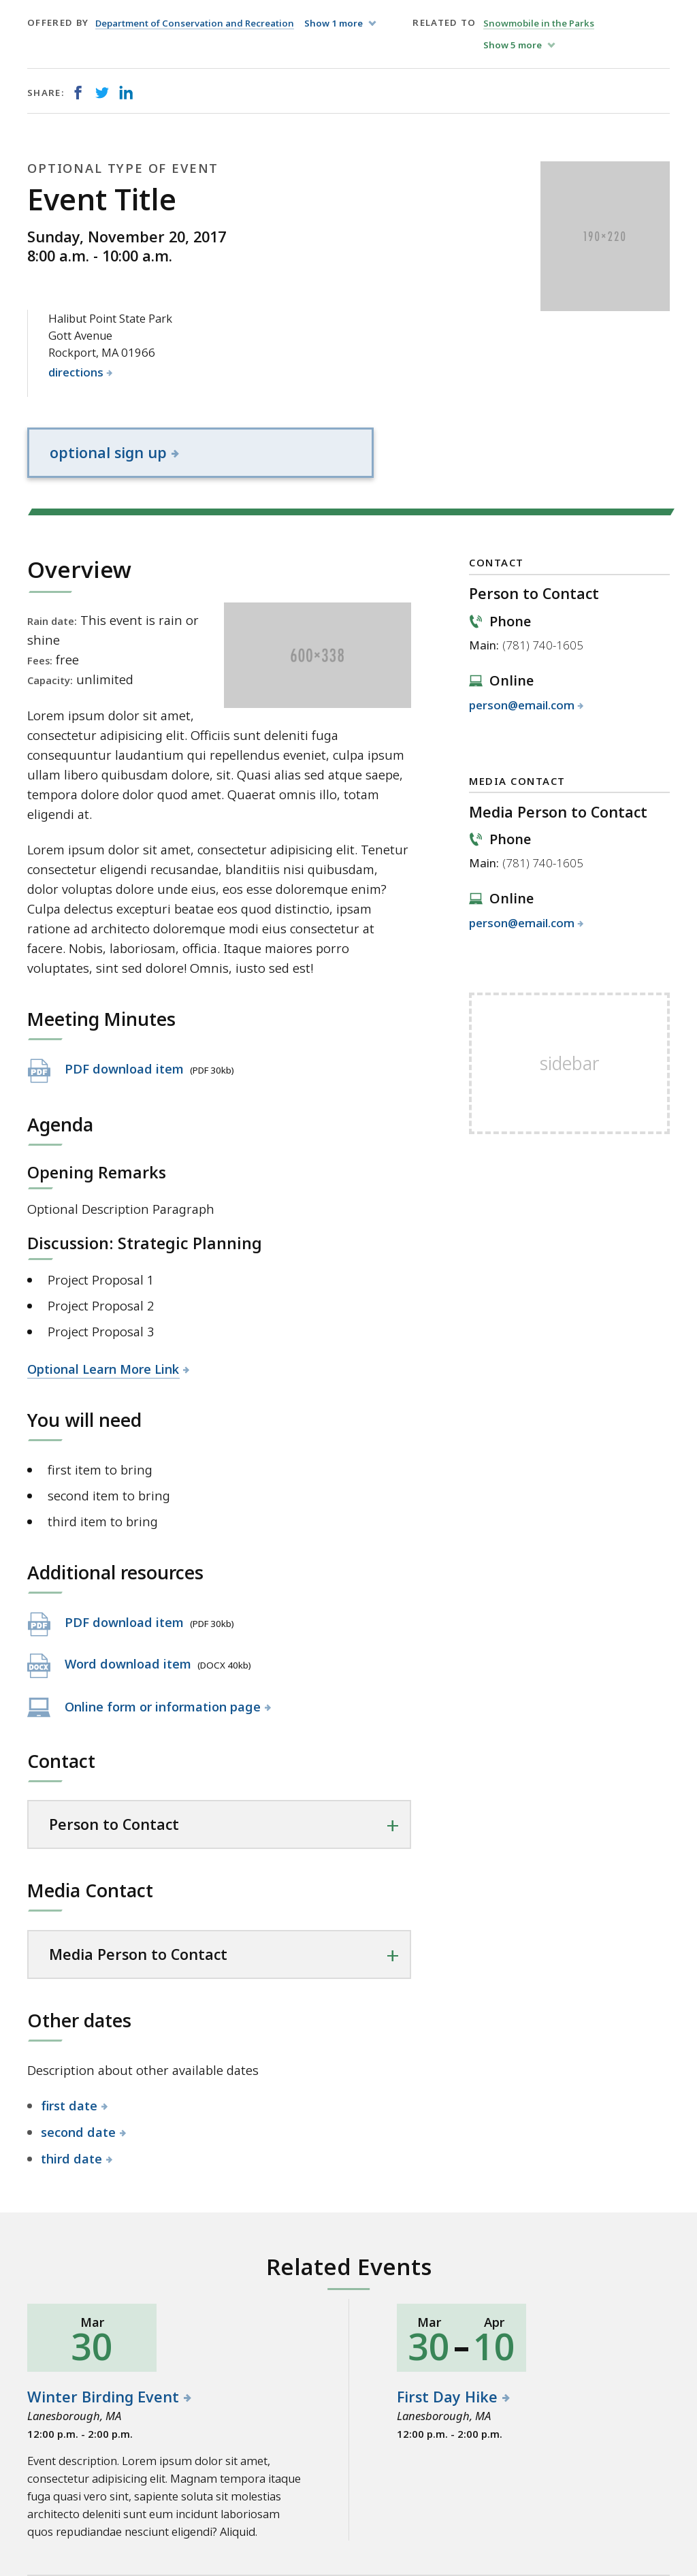 OFFERED BY Department of Conservation and Recreation Show 1 more
RELATED TO Snowmobile in the Parks
Show 5 more
SHARE:
OPTIONAL TYPE OF EVENT
Event Title
Sunday, November 20, 2017
8:00 a.m. - 10:00 a.m.
190×220
Halibut Point State Park
Gott Avenue
Rockport, MA 01966
directions
optional sign up
Overview
Rain date: This event is rain or
shine
Fees: free
Capacity: unlimited
600×338
Lorem ipsum dolor sit amet,
consectetur adipisicing elit. Officiis sunt deleniti fuga
consequuntur laudantium qui repellendus eveniet, culpa ipsum
ullam libero quibusdam dolore, sit. Quasi alias sed atque saepe,
tempora dolore dolor quod amet. Quaerat omnis illo, totam
eligendi at.
Lorem ipsum dolor sit amet, consectetur adipisicing elit. Tenetur
consectetur eligendi recusandae, blanditiis nisi quibusdam,
dolor voluptas dolore unde eius, eos esse doloremque enim?
Culpa delectus excepturi beatae eos quod distinctio, ipsam
ratione ad architecto doloremque modi eius consectetur at
facere. Nobis, laboriosam, officia. Itaque maiores porro
voluptates, sint sed dolore! Omnis, iusto sed est!
Meeting Minutes
PDF PDF download item (PDF 30kb)
Agenda
Opening Remarks
Optional Description Paragraph
Discussion: Strategic Planning
Project Proposal 1
Project Proposal 2
Project Proposal 3
Optional Learn More Link
You will need
first item to bring
second item to bring
third item to bring
Additional resources
PDF PDF download item (PDF 30kb)
DOCX Word download item (DOCX 40kb)
Online form or information page
Contact
Person to Contact
Media Contact
Media Person to Contact
Other dates
Description about other available dates
first date
second date
third date
CONTACT
Person to Contact
Phone
Main: (781) 740-1605
Online
person@email.com
MEDIA CONTACT
Media Person to Contact
Phone
Main: (781) 740-1605
Online
person@email.com
sidebar
Related Events
Mar
30
Winter Birding Event
Lanesborough, MA
12:00 p.m. - 2:00 p.m.
Event description. Lorem ipsum dolor sit amet,
consectetur adipisicing elit. Magnam tempora itaque
fuga quasi vero sint, sapiente soluta sit molestias
architecto deleniti sunt eum incidunt laboriosam
quos repudiandae nesciunt eligendi? Aliquid.
Mar Apr
30 – 10
First Day Hike
Lanesborough, MA
12:00 p.m. - 2:00 p.m.